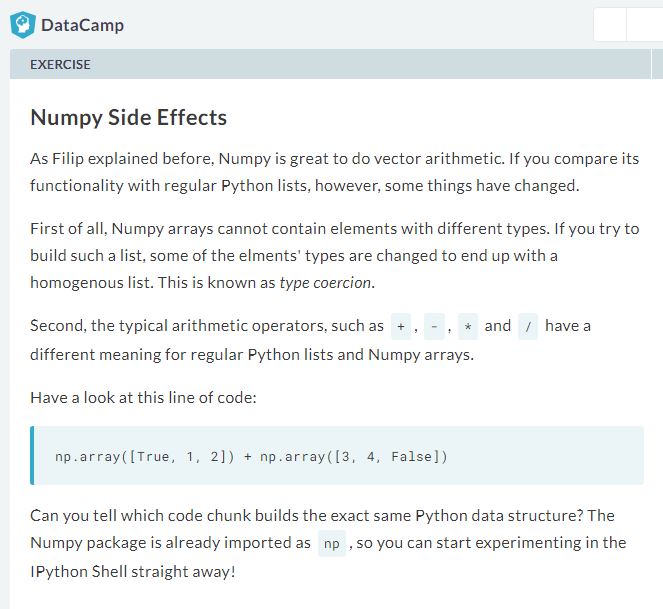 DataCamp
EXERCISE
Numpy Side Effects
As Filip explained before, Numpy is great to do vector arithmetic. If you compare its
functionality with regular Python lists, however, some things have changed.
First of all, Numpy arrays cannot contain elements with different types. If you try to
build such a list, some of the elments' types are changed to end up with a
homogenous list. This is known as type coercion.
Second, the typical arithmetic operators, such as + , - , * and / have a
different meaning for regular Python lists and Numpy arrays.
Have a look at this line of code:
np.array([True, 1, 2]) + np.array([3, 4, False])
Can you tell which code chunk builds the exact same Python data structure? The
Numpy package is already imported as np , so you can start experimenting in the
IPython Shell straight away!